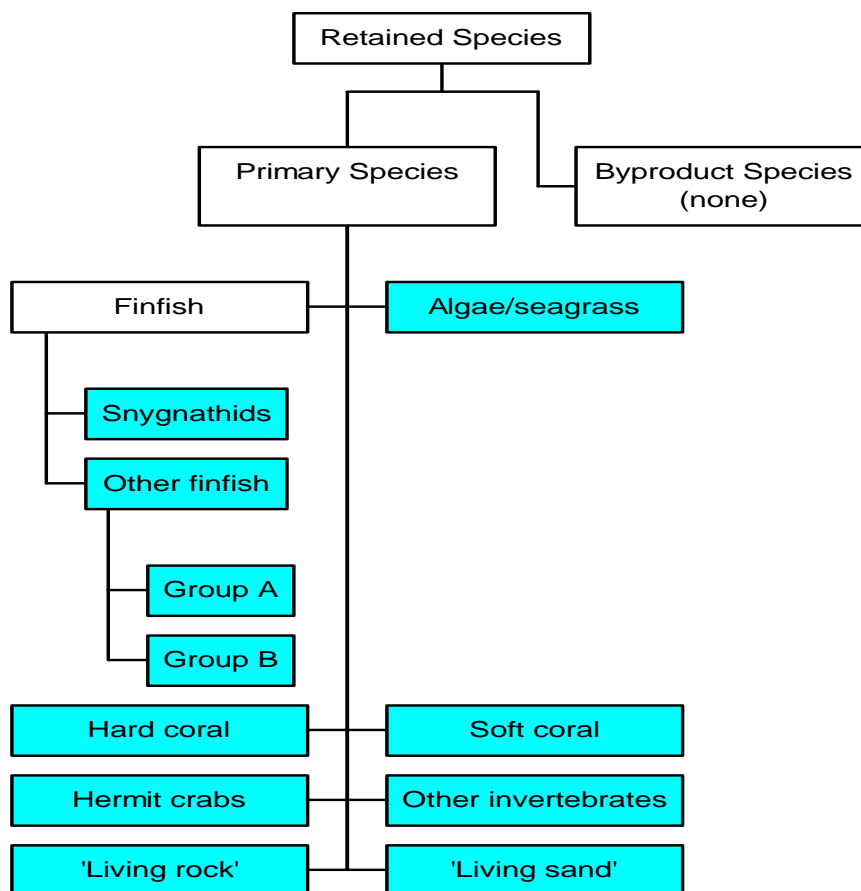 Retained Species
Primary Species
Byproduct Species
(none)
Finfish
Algae/seagrass
Snygnathids
Other finfish
Group A
Group B
Hard coral
Soft coral
Hermit crabs
Other invertebrates
'Living rock'
'Living sand'